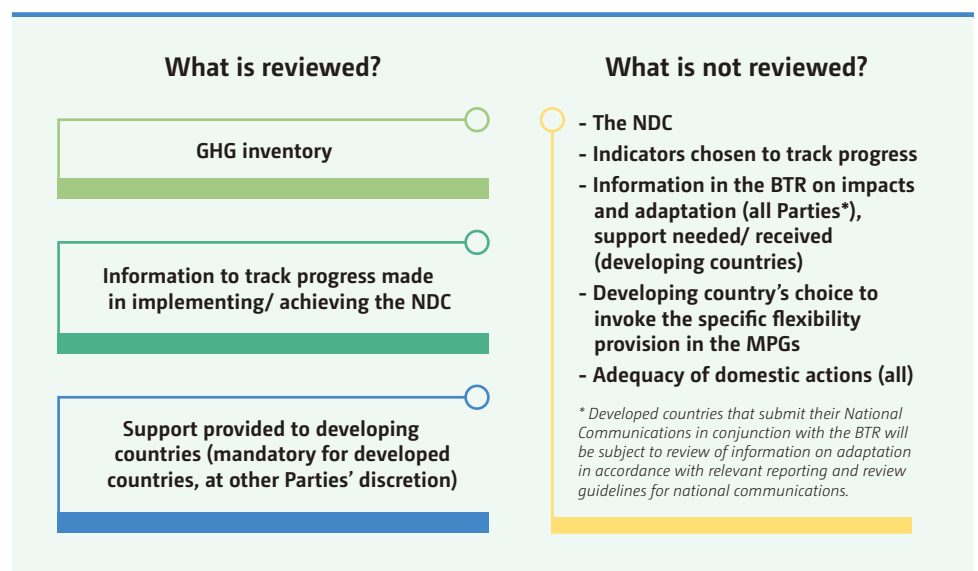 What is reviewed?
GHG inventory
Information to track progress made
in implementing/ achieving the NDC
Support provided to developing
countries (mandatory for developed
countries, at other Parties’ discretion)
What is not reviewed?
- The NDC
- Indicators chosen to track progress
- Information in the BTR on impacts
and adaptation (all Parties*),
support needed/ received
(developing countries)
- Developing country’s choice to
invoke the specific flexibility
provision in the MPGs
- Adequacy of domestic actions (all)
* Developed countries that submit their National
Communications in conjunction with the BTR will
be subject to review of information on adaptation
in accordance with relevant reporting and review
guidelines for national communications.